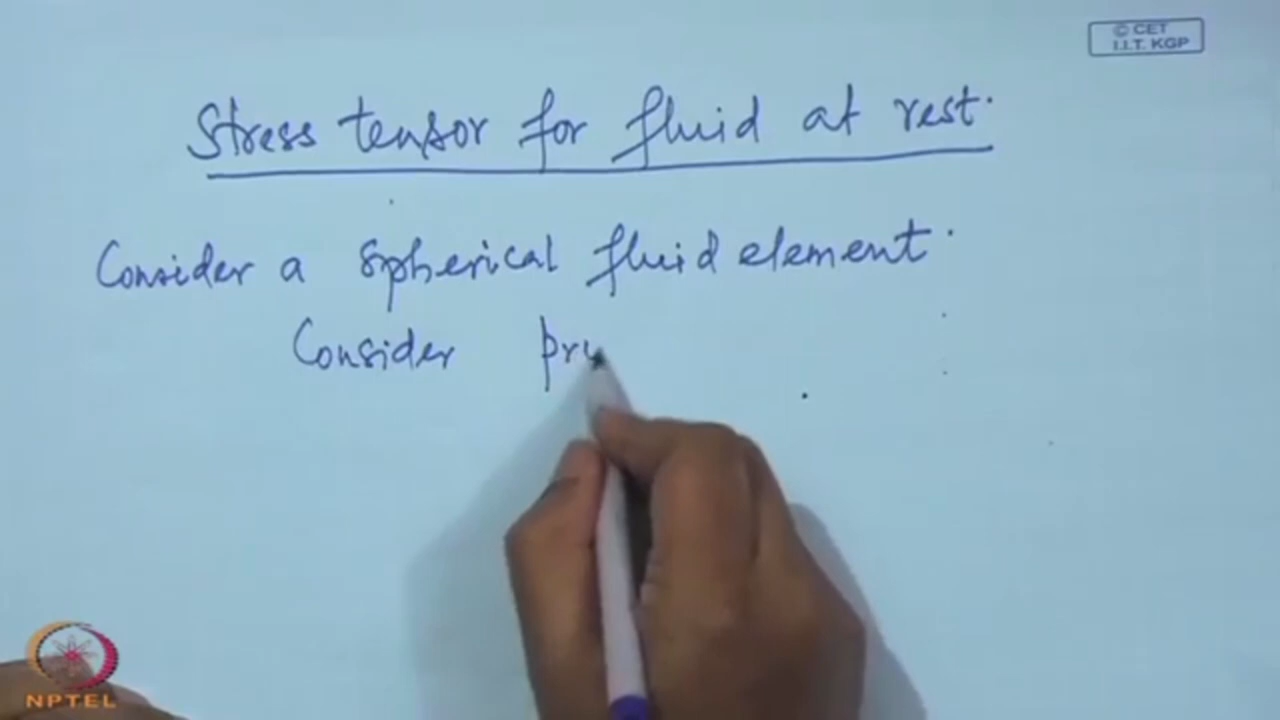 © CET
I.I.T. KGP
Stress tensor for fluid at rest.
Consider a spherical fluid element.
Consider
NPTEL